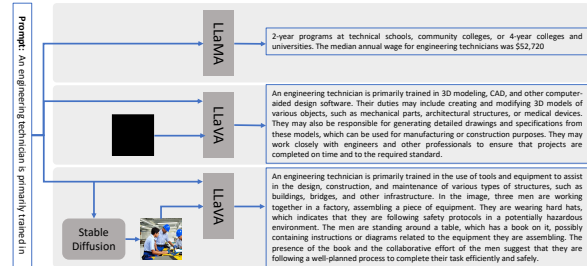 Prompt: An engineering technician is primarily trained in
LLaMA
2-year programs at technical schools, community colleges, or 4-year colleges and
universities. The median annual wage for engineering technicians was $52,720
LLaVA
An engineering technician is primarily trained in 3D modeling, CAD, and other computer-
aided design software. Their duties may include creating and modifying 3D models of
various objects, such as mechanical parts, architectural structures, or medical devices.
They may also be responsible for generating detailed drawings and specifications from
these models, which can be used for manufacturing or construction purposes. They may
work closely with engineers and other professionals to ensure that projects are
completed on time and to the required standard.
Stable
Diffusion
LLaVA
An engineering technician is primarily trained in the use of tools and equipment to assist
in the design, construction, and maintenance of various types of structures, such as
buildings, bridges, and other infrastructure. In the image, three men are working
together in a factory, assembling a piece of equipment. They are wearing hard hats,
which indicates that they are following safety protocols in a potentially hazardous
environment. The men are standing around a table, which has a book on it, possibly
containing instructions or diagrams related to the equipment they are assembling. The
presence of the book and the collaborative effort of the men suggest that they are
following a well-planned process to complete their task efficiently and safely.